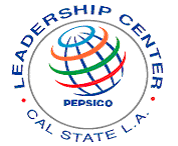 LEADERSHIP CENTER
PEPSICO
CAL STATE L.A.